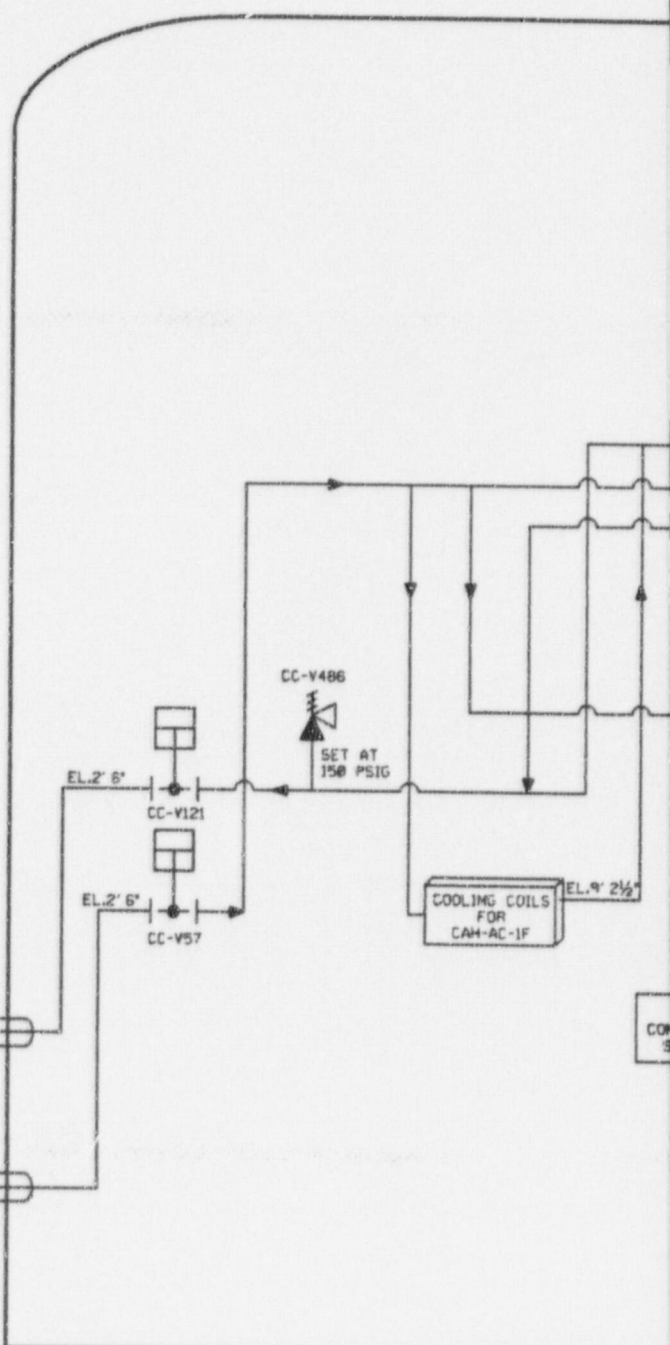 CC-V486
SET AT
150 PSIG
EL.2' 6"
CC-V121
EL.2' 6"
CC-V57
COOLING COILS
FOR
CAH-AC-1F
EL.9' 2½"